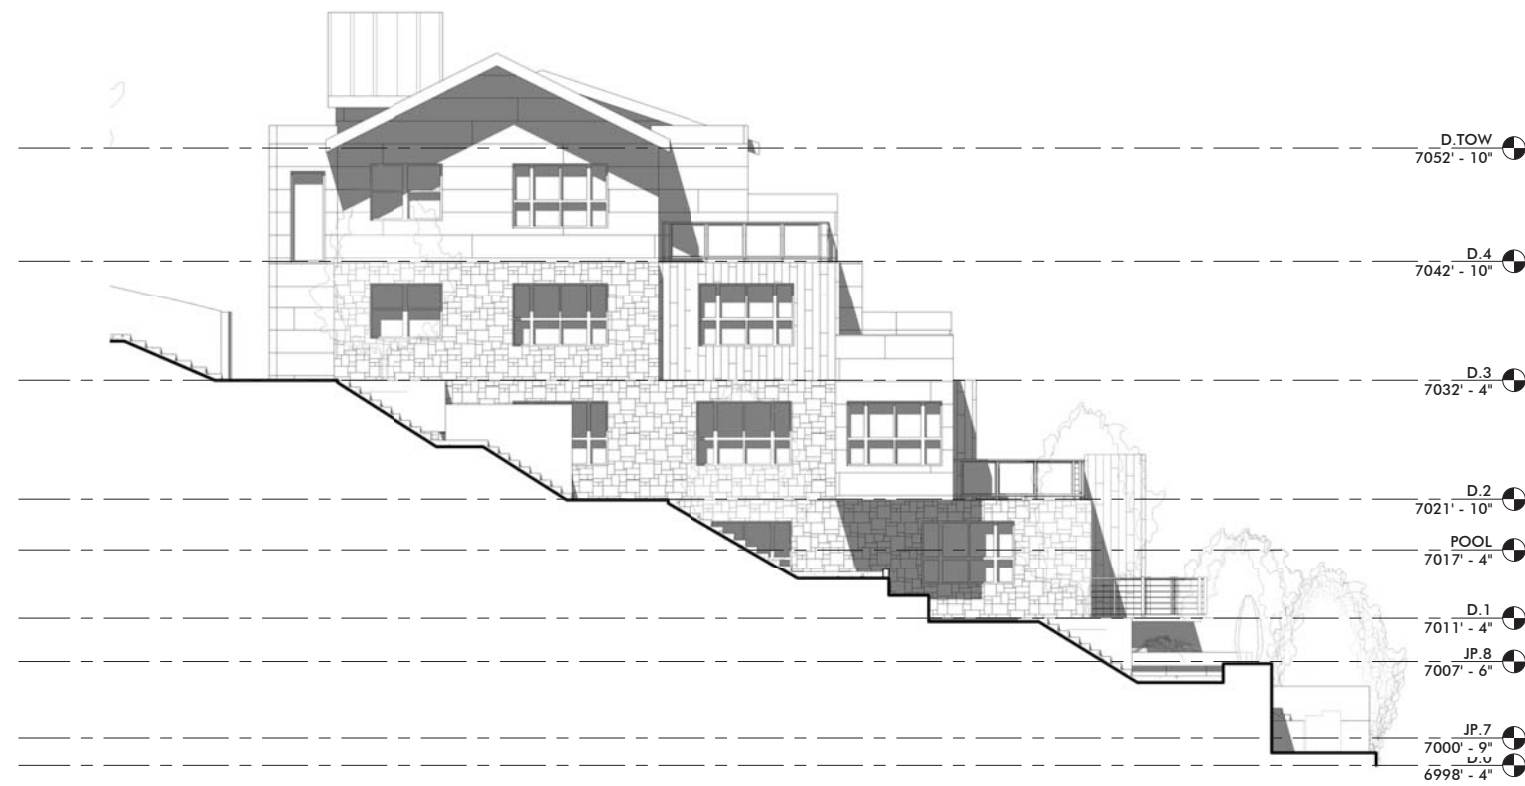 D.TOW
7052' - 10"
D.4
7042' - 10"
D.3
7032' - 4"
D.2
7021' - 10"
POOL
7017' - 4"
D.1
7011' - 4"
JP.8
7007' - 6"
JP.7
7000' - 9"
6998' - 4"